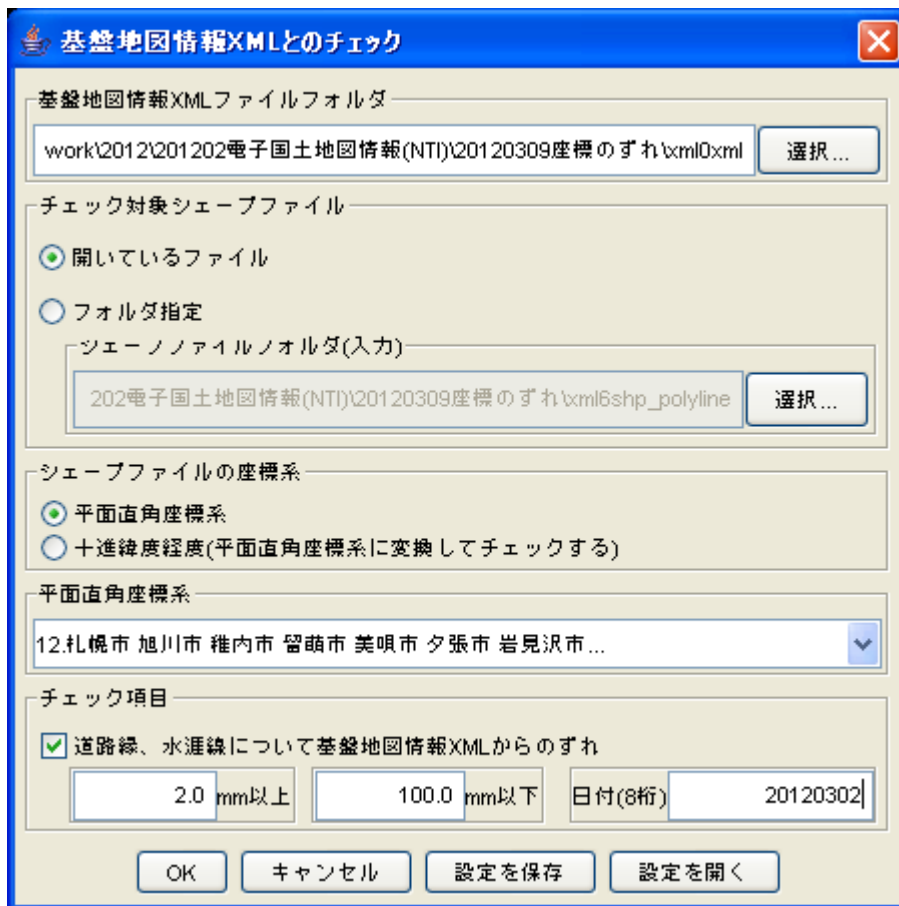 基盤地図情報XMLとのチェック
基盤地図情報XMLファイルフォルダ
work\2012\201202電子国土地図情報(NTI)\20120309座標のずれ\xml0xml
選択...
チェック対象シェープファイル
開いているファイル
フォルダ指定
シェープファイルフォルダ(入力)
202電子国土地図情報(NTI)\20120309座標のずれ\xml6shp_polyline
選択...
シェープファイルの座標系
平面直角座標系
十進緯度経度(平面直角座標系に変換してチェックする)
平面直角座標系
12.札幌市 旭川市 稚内市 留萌市 美唄市 夕張市 岩見沢市...
チェック項目
道路縁、水涯線について基盤地図情報XMLからのずれ
2.0 mm以上 100.0 mm以下 日付(8桁) 20120302
OK キャンセル 設定を保存 設定を開く